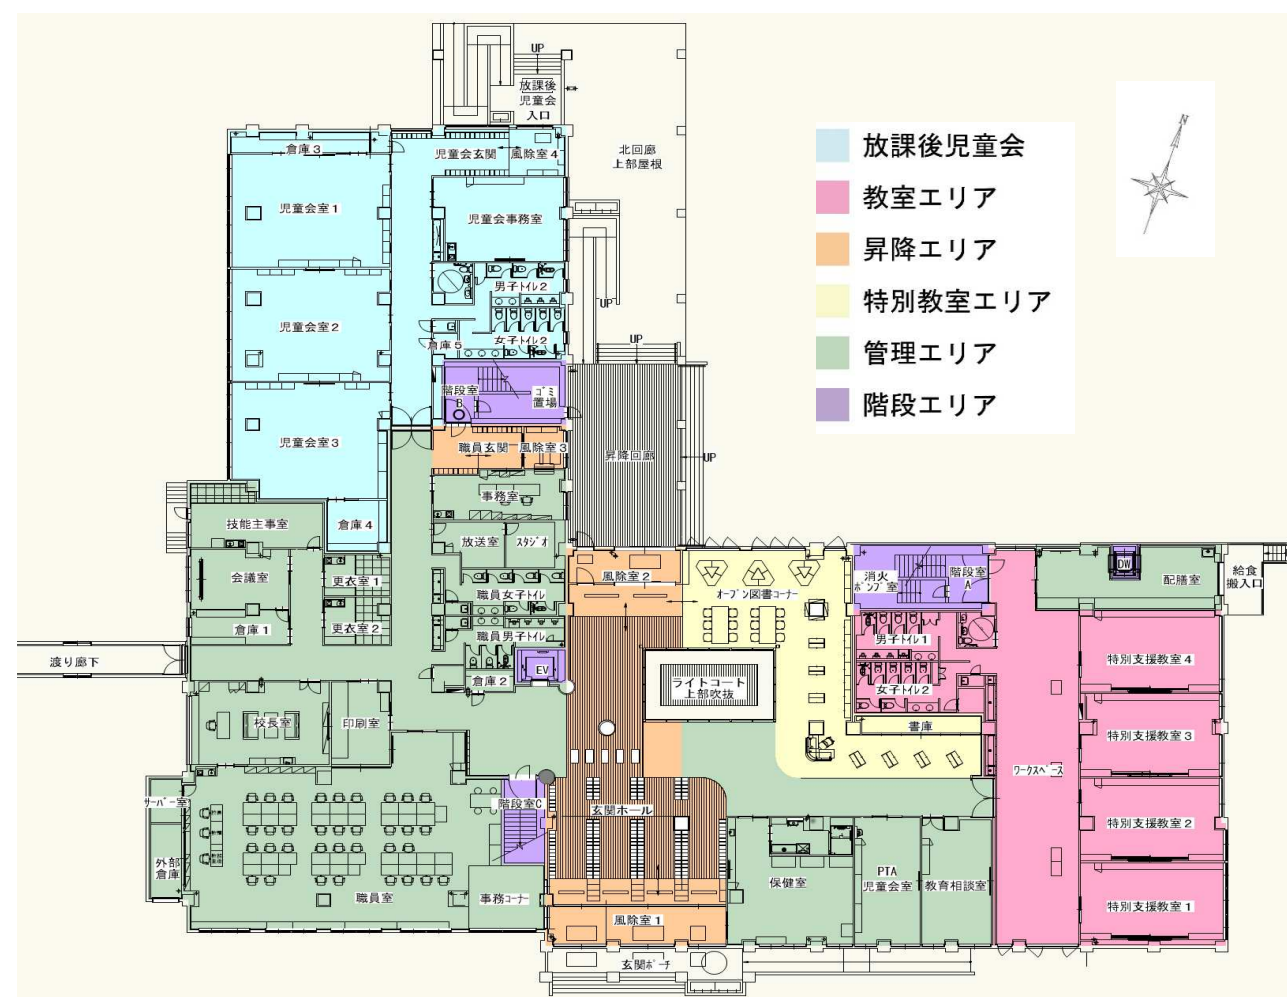 UP
放課後
児童会
入口
N
倉庫3
児童会玄関
風除室4
北回廊
上部屋根
放課後児童会
教室エリア
昇降エリア
特別教室エリア
管理エリア
階段エリア
児童会室1
児童会事務室
男子トイレ2
UP
児童会室2
倉庫5
女子トイレ2
UP
階段室
B
ゴミ
置場
児童会室3
職員玄関
風除室3
昇降回廊
UP
事務室
技能主事室
倉庫4
放送室
スタジオ
会議室
更衣室1
職員女子トイレ
風除室2
オープン図書コーナー
消火
ポンプ室
階段室
A
DW
配膳室
給食
搬入口
倉庫1
更衣室2
職員男子トイレ
男子トイレ1
渡り廊下
倉庫2
EV
ライトコート
上部吹抜
女子トイレ2
特別支援教室4
校長室
印刷室
書庫
特別支援教室3
ワークスペース
サーバー室
階段室C
玄関ホール
特別支援教室2
外部
倉庫
職員室
事務コーナー
保健室
PTA
児童会室
教育相談室
特別支援教室1
風除室1
玄関ポーチ